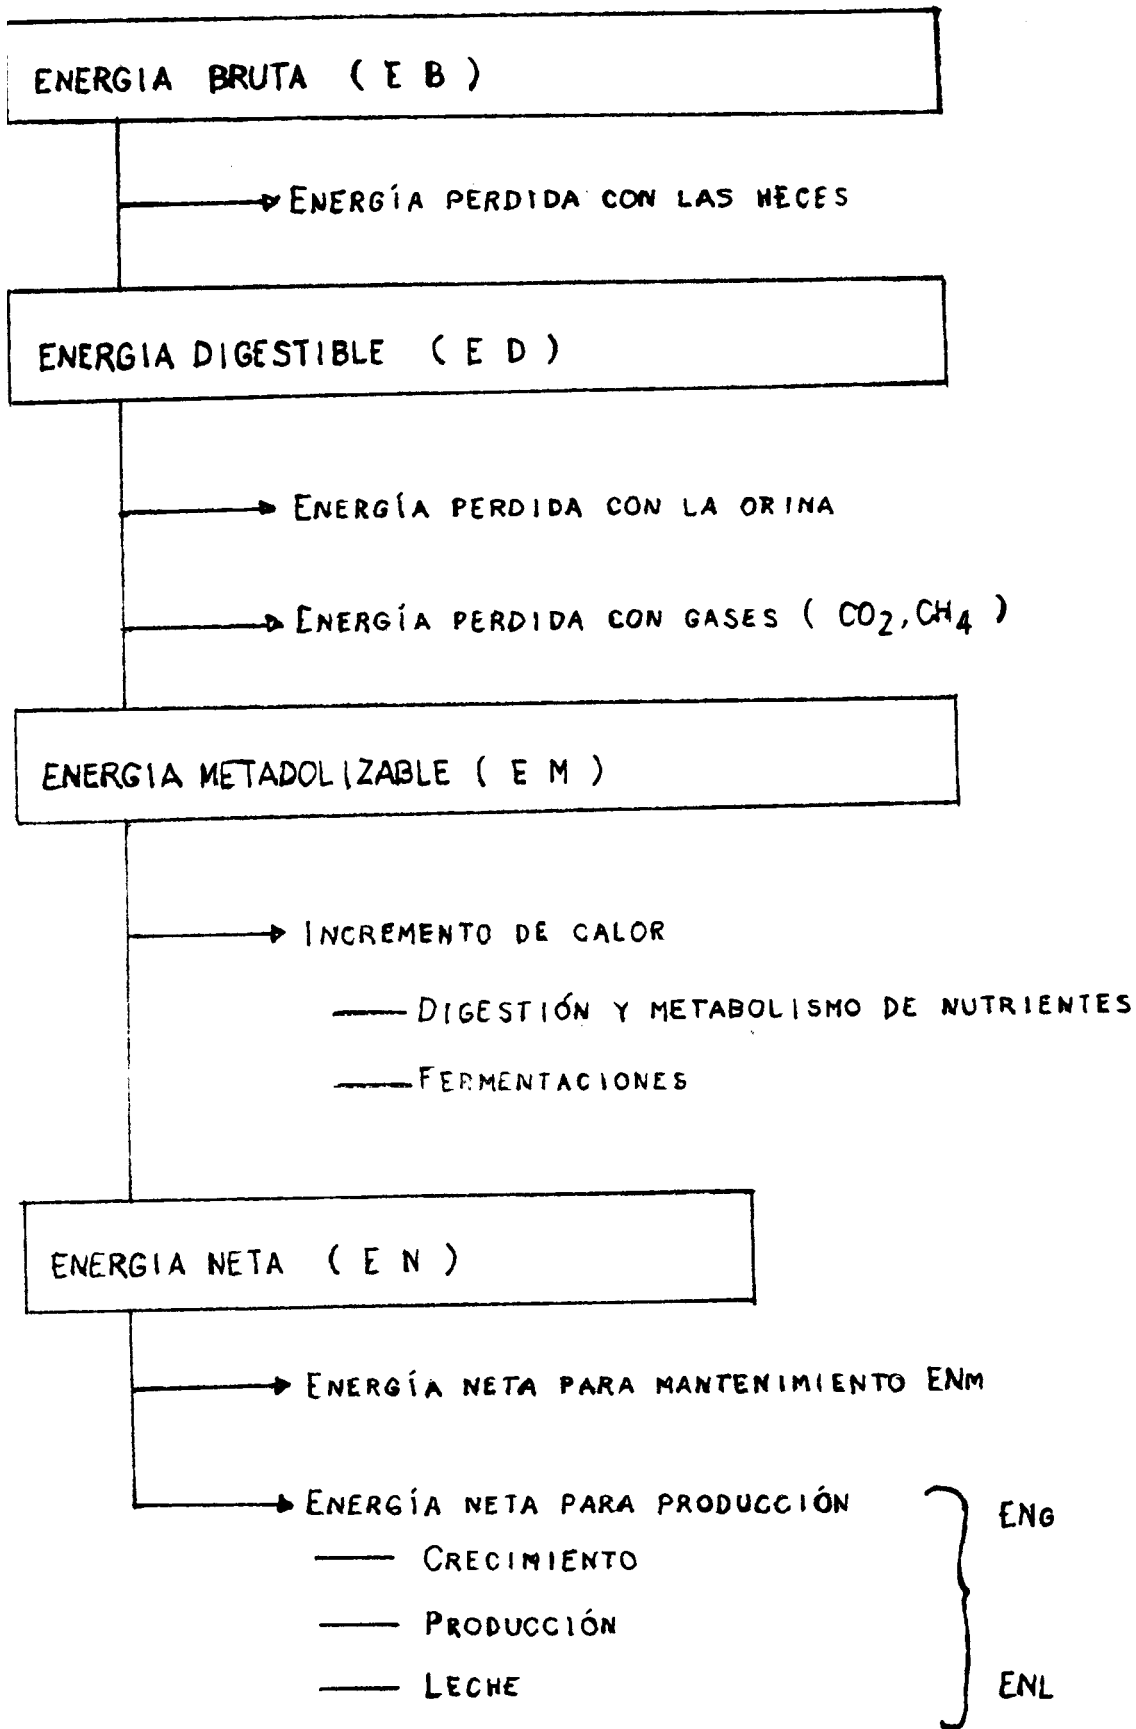 ENERGIA BRUTA ( E B )
ENERGÍA PERDIDA CON LAS HECES
ENERGIA DIGESTIBLE ( E D )
ENERGÍA PERDIDA CON LA ORINA
ENERGÍA PERDIDA CON GASES ( CO₂, CH₄ )
ENERGIA METADOLIZABLE ( E M )
INCREMENTO DE CALOR
— DIGESTIÓN Y METABOLISMO DE NUTRIENTES
— FERMENTACIONES
ENERGIA NETA ( E N )
ENERGÍA NETA PARA MANTENIMIENTO ENM
ENERGÍA NETA PARA PRODUCCIÓN ENG
— CRECIMIENTO
— PRODUCCIÓN
— LECHE ENL